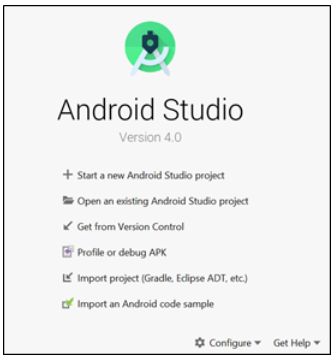 Android Studio
Version 4.0
Start a new Android Studio project
Open an existing Android Studio project
Get from Version Control
Profile or debug APK
Import project (Gradle, Eclipse ADT, etc.)
Import an Android code sample
Configure Get Help